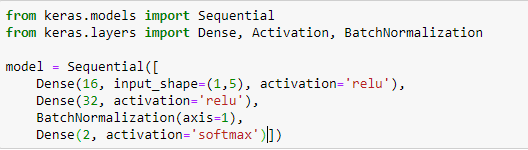 from keras.models import Sequential
from keras.layers import Dense, Activation, BatchNormalization

model = Sequential([
    Dense(16, input_shape=(1,5), activation='relu'),
    Dense(32, activation='relu'),
    BatchNormalization(axis=1),
    Dense(2, activation='softmax')])